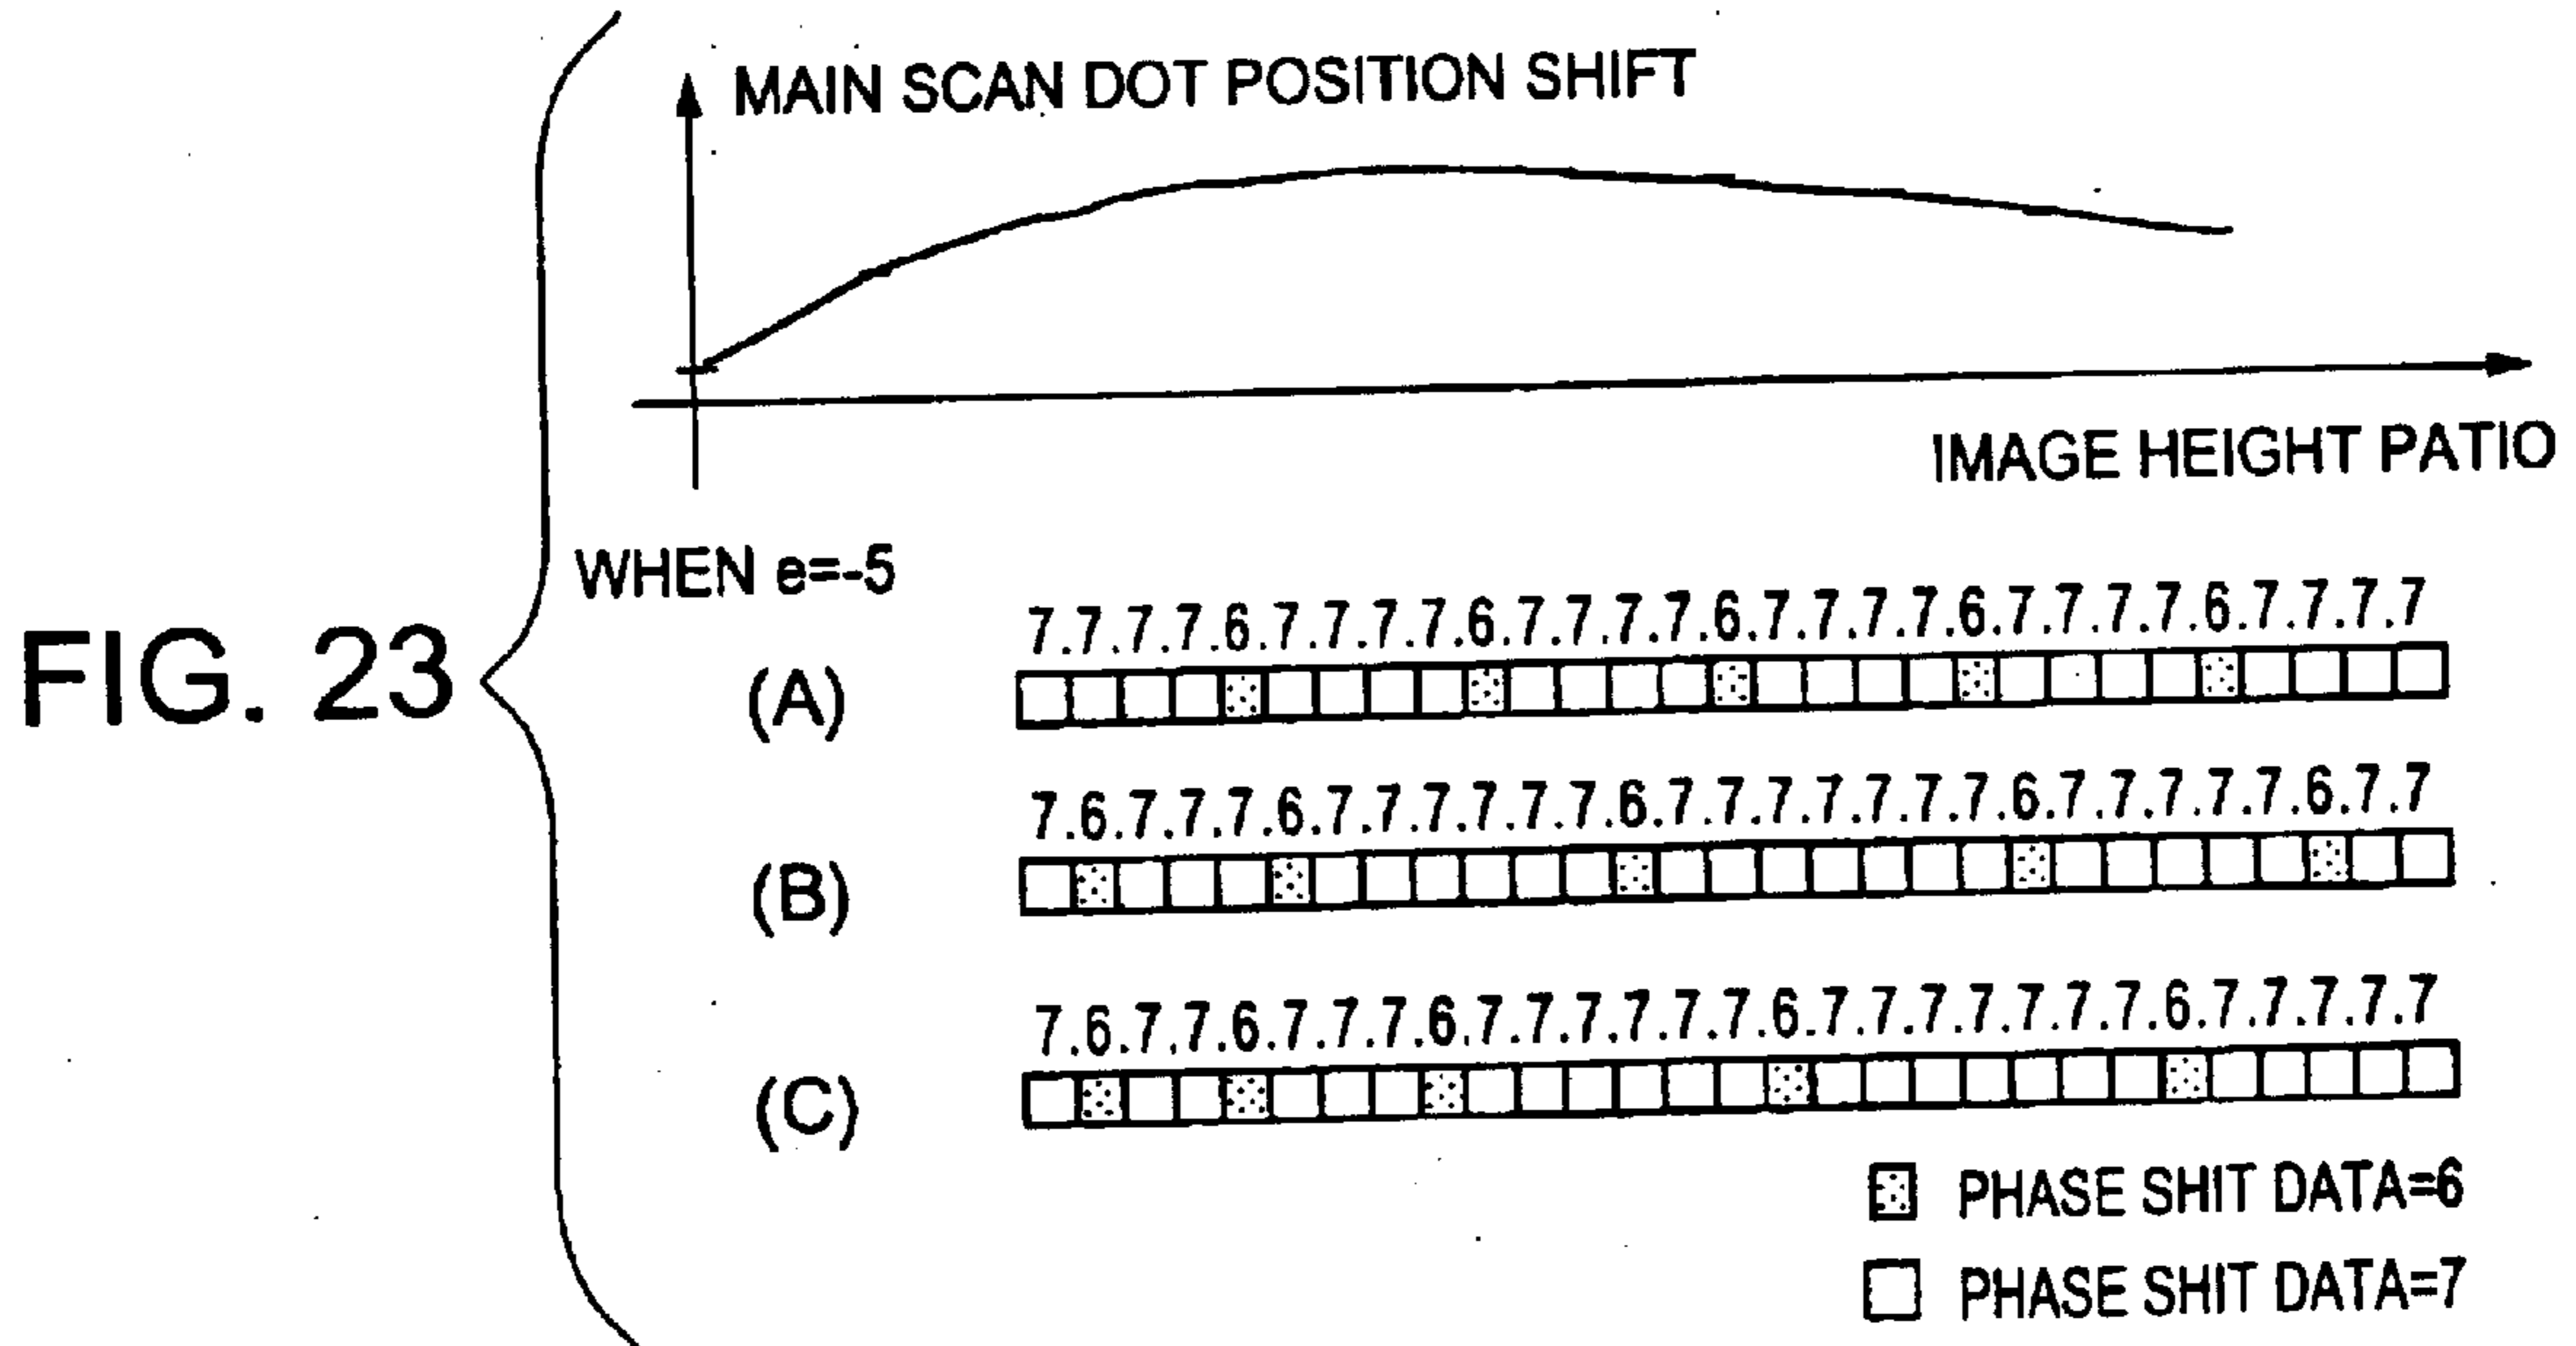 FIG. 23
MAIN SCAN DOT POSITION SHIFT
IMAGE HEIGHT PATIO
WHEN e=-5
7.7.7.7.6.7.7.7.7.6.7.7.7.7.6.7.7.7.7.6.7.7.7.7.6.7.7.7.7
(A)
7.6.7.7.7.6.7.7.7.7.7.7.6.7.7.7.7.7.7.7.6.7.7.7.7.7.6.7.7
(B)
7.6.7.7.6.7.7.7.6.7.7.7.7.7.7.6.7.7.7.7.7.7.7.6.7.7.7.7.7
(C)
PHASE SHIT DATA=6
PHASE SHIT DATA=7